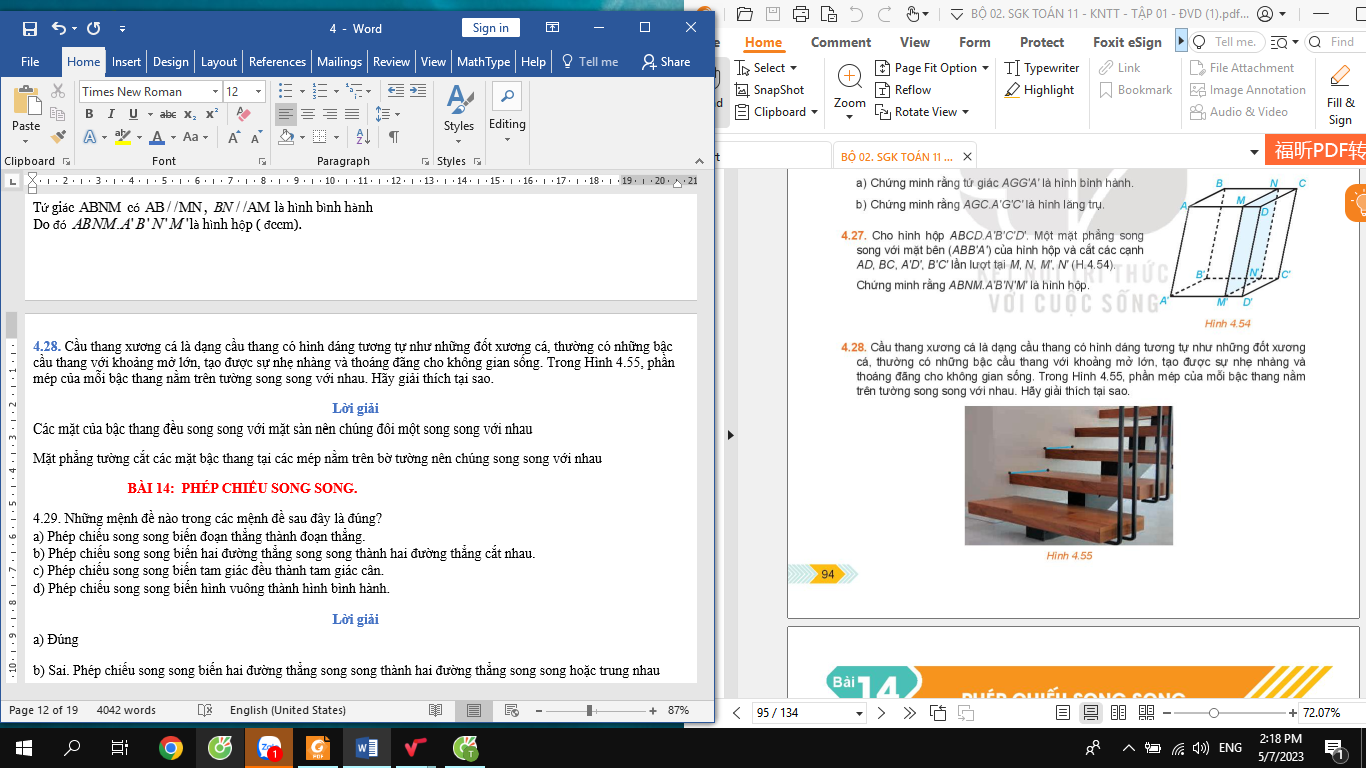 4 - Word
Sign in
File Home Insert Design Layout References Mailings Review View MathType Help Tell me Share
Times New Roman 12
Paste
Styles
Editing
Clipboard Font Paragraph Styles
Tứ giác ABNM có AB//MN, BN//AM là hình bình hành
Do đó ABNM.A'B'N'M' là hình hộp ( đccm).
4.28. Cầu thang xương cá là dạng cầu thang có hình dáng tương tự như những đốt xương cá, thường có những bậc
cầu thang với khoảng mở lớn, tạo được sự nhẹ nhàng và thoáng đãng cho không gian sống. Trong Hình 4.55, phần
mép của mỗi bậc thang nằm trên tường song song với nhau. Hãy giải thích tại sao.
Lời giải
Các mặt của bậc thang đều song song với mặt sàn nên chúng đôi một song song với nhau
Mặt phẳng tường cắt các mặt bậc thang tại các mép nằm trên bờ tường nên chúng song song với nhau
BÀI 14: PHÉP CHIẾU SONG SONG.
4.29. Những mệnh đề nào trong các mệnh đề sau đây là đúng?
a) Phép chiếu song song biến đoạn thẳng thành đoạn thẳng.
b) Phép chiếu song song biến hai đường thẳng song song thành hai đường thẳng cắt nhau.
c) Phép chiếu song song biến tam giác đều thành tam giác cân.
d) Phép chiếu song song biến hình vuông thành hình bình hành.
Lời giải
a) Đúng
b) Sai. Phép chiếu song song biến hai đường thẳng song song thành hai đường thẳng song song hoặc trung nhau
Page 12 of 19 4042 words English (United States) 87%
BỘ 02. SGK TOÁN 11 - KNTT - TẬP 01 - ĐVD (1).pdf...
Home Comment View Form Protect Foxit eSign Tell me. Find
Select
SnapShot
Clipboard
Zoom
Page Fit Option
Reflow
Rotate View
Typewriter
Highlight
Link
Bookmark
File Attachment
Image Annotation
Audio & Video
Fill &
Sign
BỘ 02. SGK TOÁN 11 ...
福昕PDF转
a) Chứng minh rằng tứ giác AGG'A' là hình bình hành.
b) Chứng minh rằng AGC.A'G'C' là hình lăng trụ.
4.27. Cho hình hộp ABCD.A'B'C'D'. Một mặt phẳng song
song với mặt bên (ABB'A') của hình hộp và cắt các cạnh
AD, BC, A'D', B'C' lần lượt tại M, N, M', N' (H.4.54).
Chứng minh rằng ABNM.A'B'N'M' là hình hộp.
KẾT NỐI TRI THỨC
VỚI CUỘC SỐNG
B N C
A M D
B' N' C'
A' M' D'
Hình 4.54
4.28. Cầu thang xương cá là dạng cầu thang có hình dáng tương tự như những đốt xương
cá, thường có những bậc cầu thang với khoảng mở lớn, tạo được sự nhẹ nhàng và
thoáng đãng cho không gian sống. Trong Hình 4.55, phần mép của mỗi bậc thang nằm
trên tường song song với nhau. Hãy giải thích tại sao.
Hình 4.55
94
Bài 14 PHÉP CHIẾU SONG SONG
95 / 134
72.07%
ENG
2:18 PM
5/7/2023